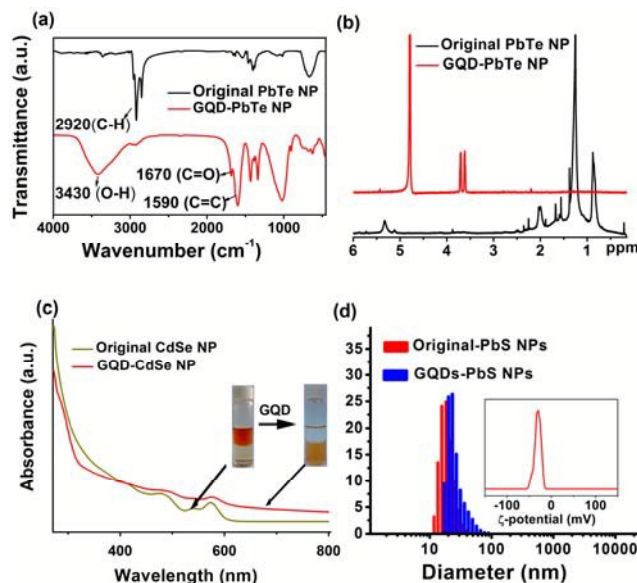 (a)
Transmittance (a.u.)
Original PbTe NP
GQD-PbTe NP
2920(C-H)
3430 (O-H)
1670 (C=O)
1590 (C=C)
4000 3000 2000 1000
Wavenumber (cm-1)
(b)
Original PbTe NP
GQD-PbTe NP
6 5 4 3 2 1 ppm
(c)
Absorbance (a.u.)
Original CdSe NP
GQD-CdSe NP
GQD
400 600 800
Wavelength (nm)
(d)
Original-PbS NPs
GQDs-PbS NPs
35
30
25
20
15
10
5
0
-100 0 100
ζ-potential (mV)
10 100 1000 10000
Diameter (nm)